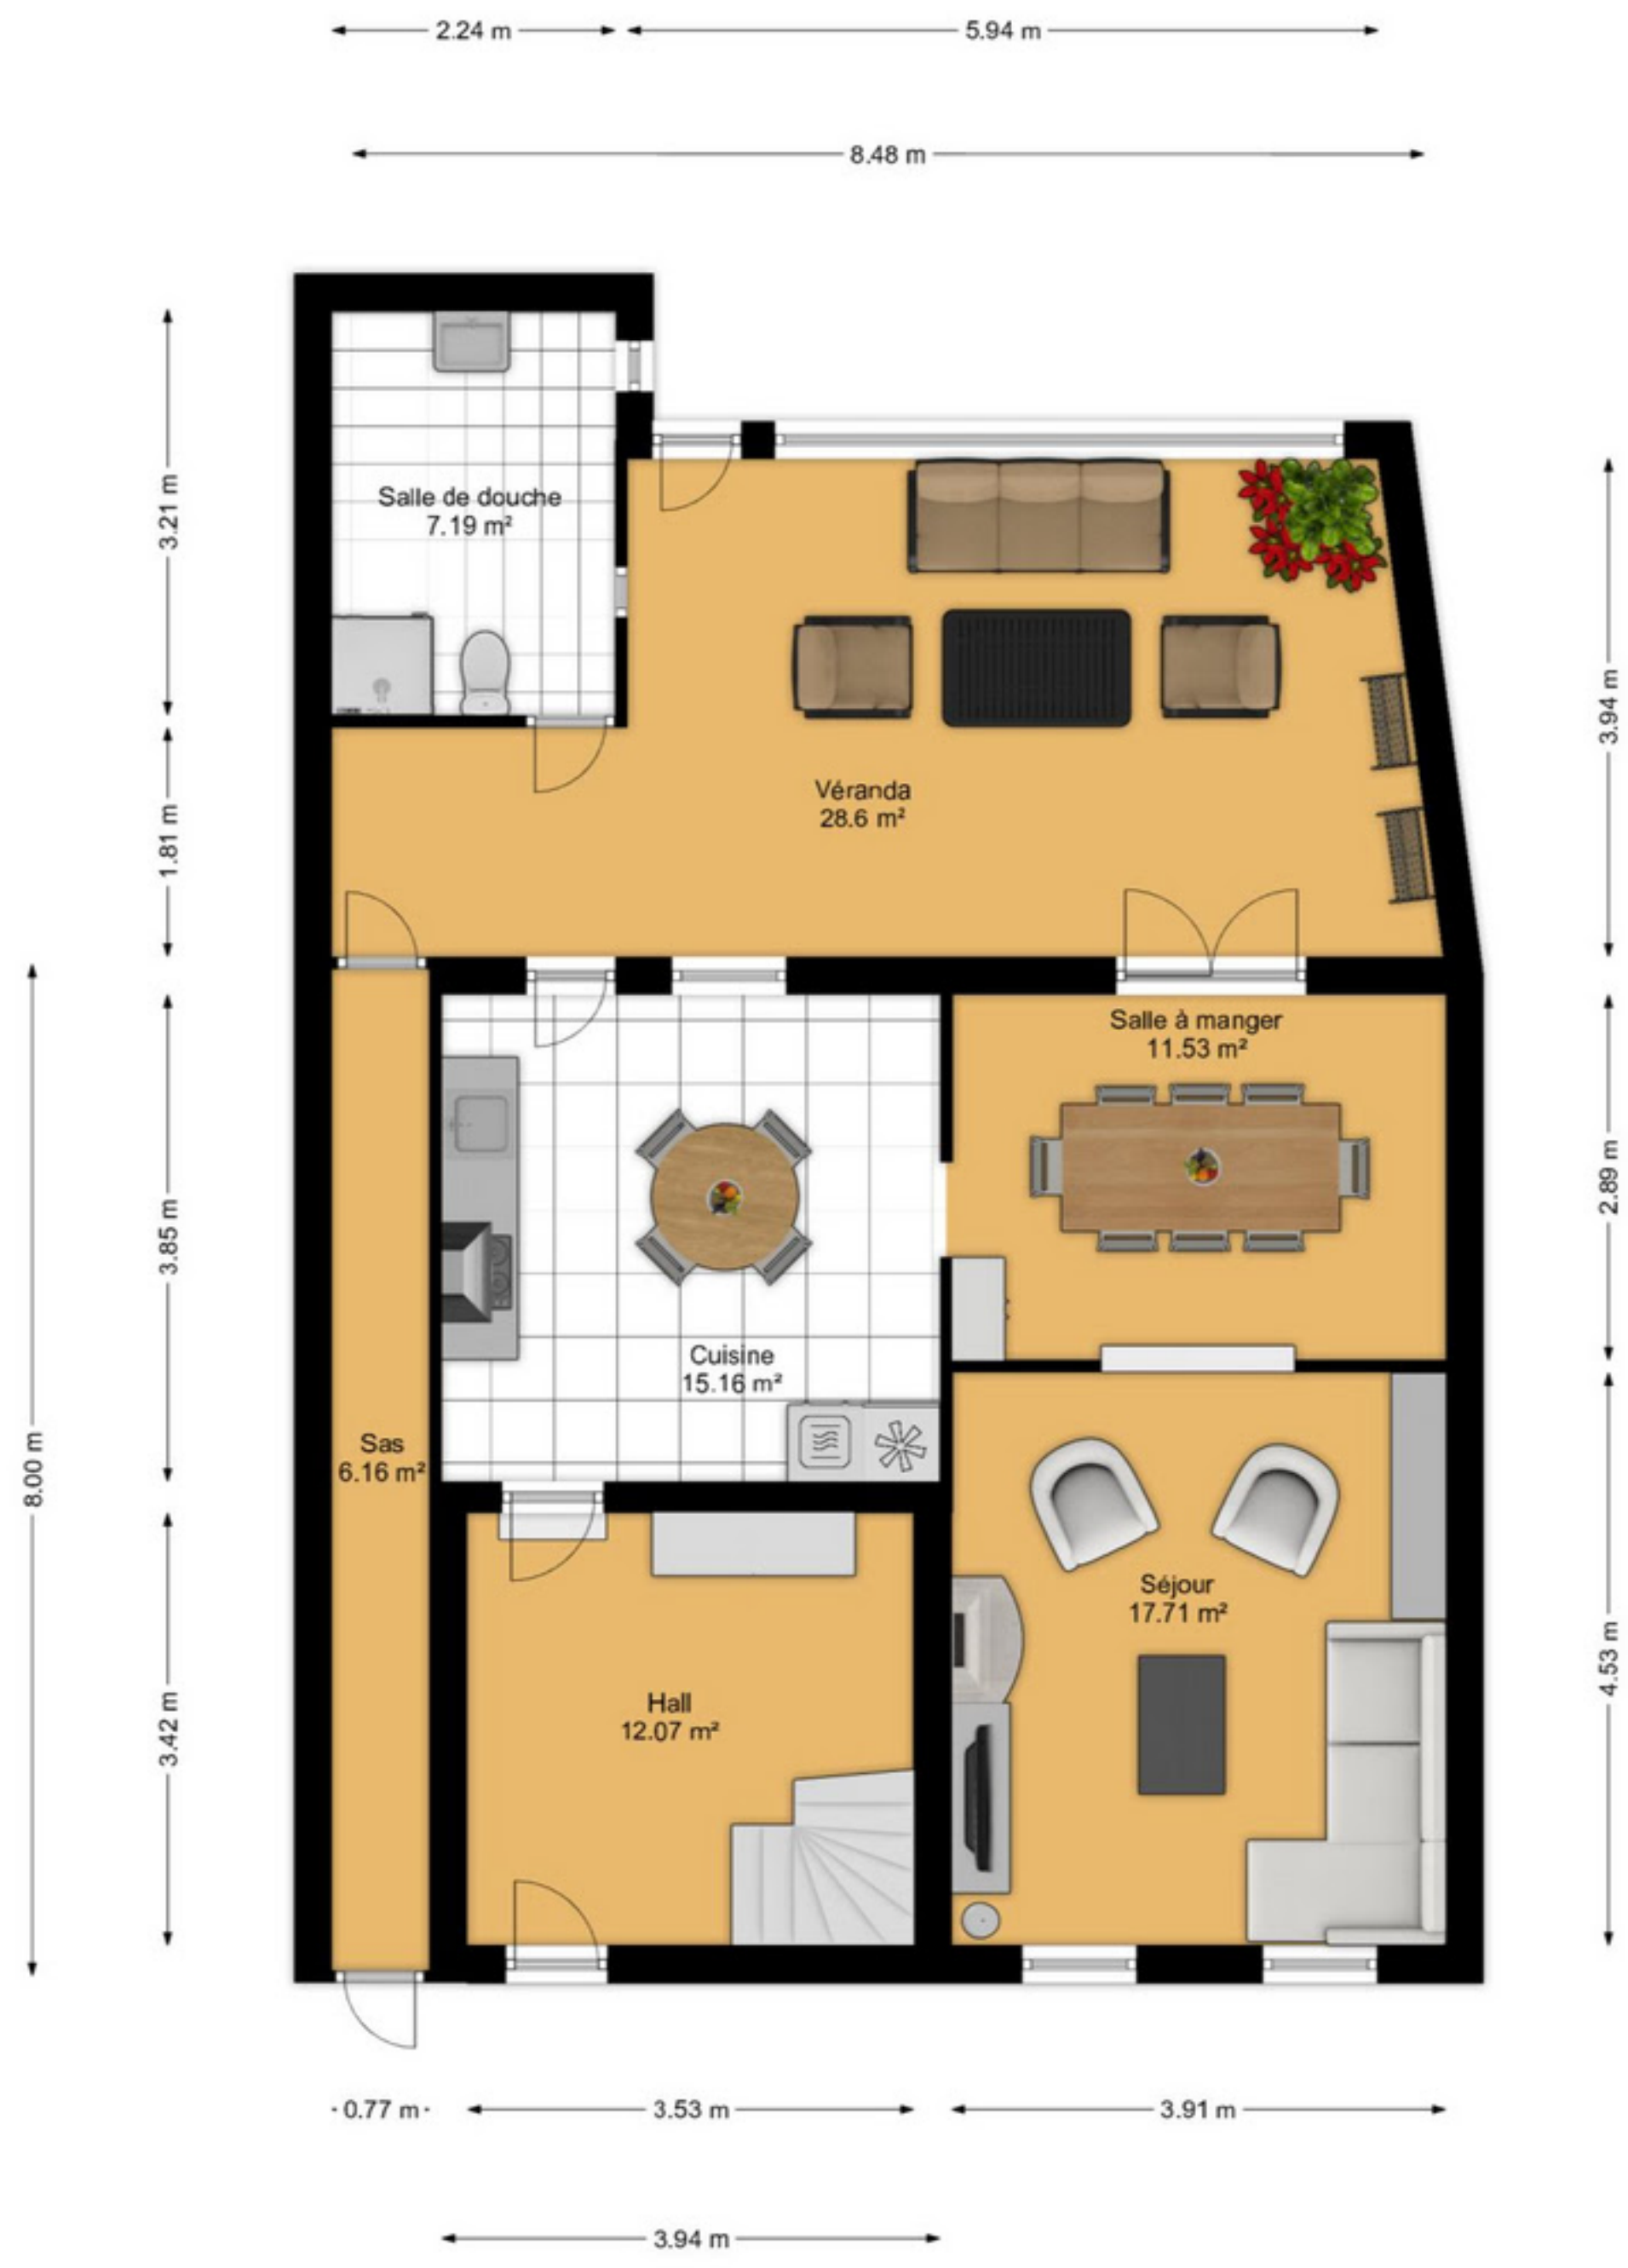 2.24 m
5.94 m
8.48 m
3.21 m
Salle de douche
7.19 m²
3.94 m
1.81 m
Véranda
28.6 m²
8.00 m
3.85 m
Salle à manger
11.53 m²
2.89 m
Cuisine
15.16 m²
Sas
6.16 m²
3.42 m
Hall
12.07 m²
Séjour
17.71 m²
4.53 m
0.77 m
3.53 m
3.91 m
3.94 m